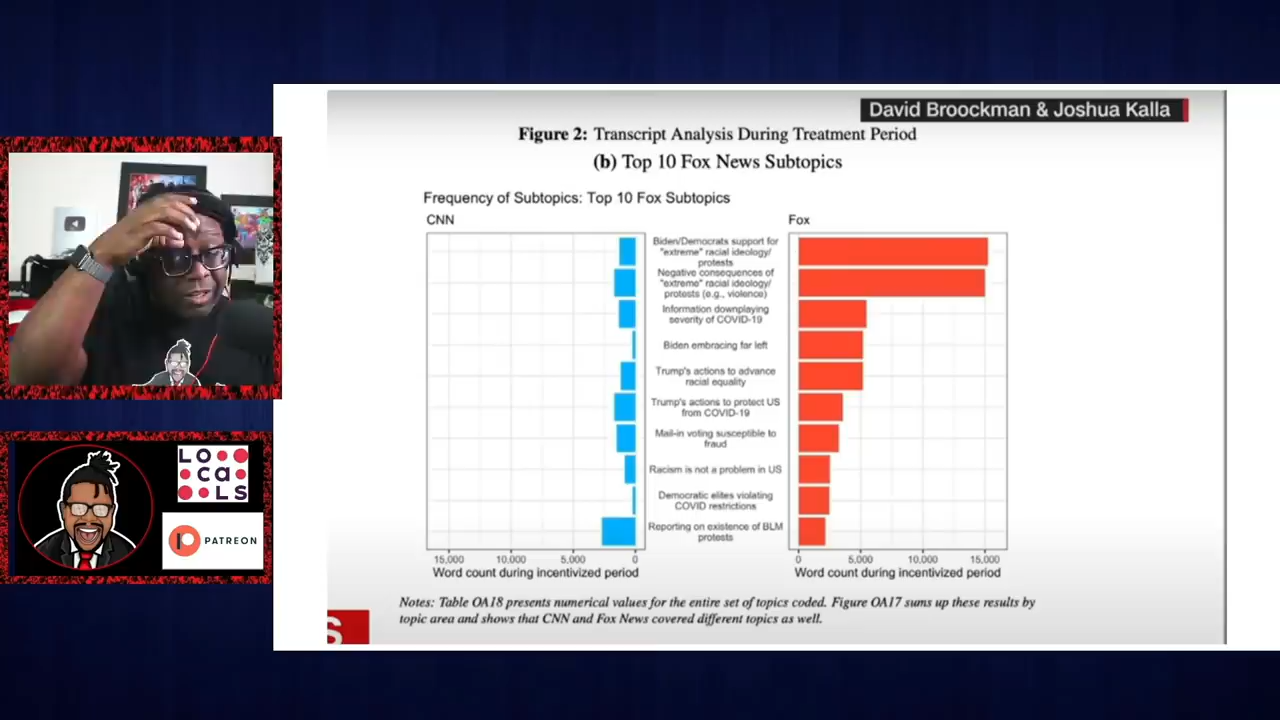 David Broockman & Joshua Kalla
Figure 2: Transcript Analysis During Treatment Period
(b) Top 10 Fox News Subtopics
Frequency of Subtopics: Top 10 Fox Subtopics
CNN
Fox
Biden/Democrats support for
"extreme" racial ideology/
protests
Negative consequences of
"extreme" racial ideology/
protests (e.g., violence)
Information downplaying
severity of COVID-19
Biden embracing far left
Trump's actions to advance
racial equality
Trump's actions to protect US
from COVID-19
Mail-in voting susceptible to
fraud
Racism is not a problem in US
Democratic elites violating
COVID restrictions
Reporting on existence of BLM
protests
15,000 10,000 5,000 0
0 5,000 10,000 15,000
Word count during incentivized period
Word count during incentivized period
Notes: Table OA18 presents numerical values for the entire set of topics coded. Figure OA17 sums up these results by
topic area and shows that CNN and Fox News covered different topics as well.
S
LO
ca
LS
PATREON